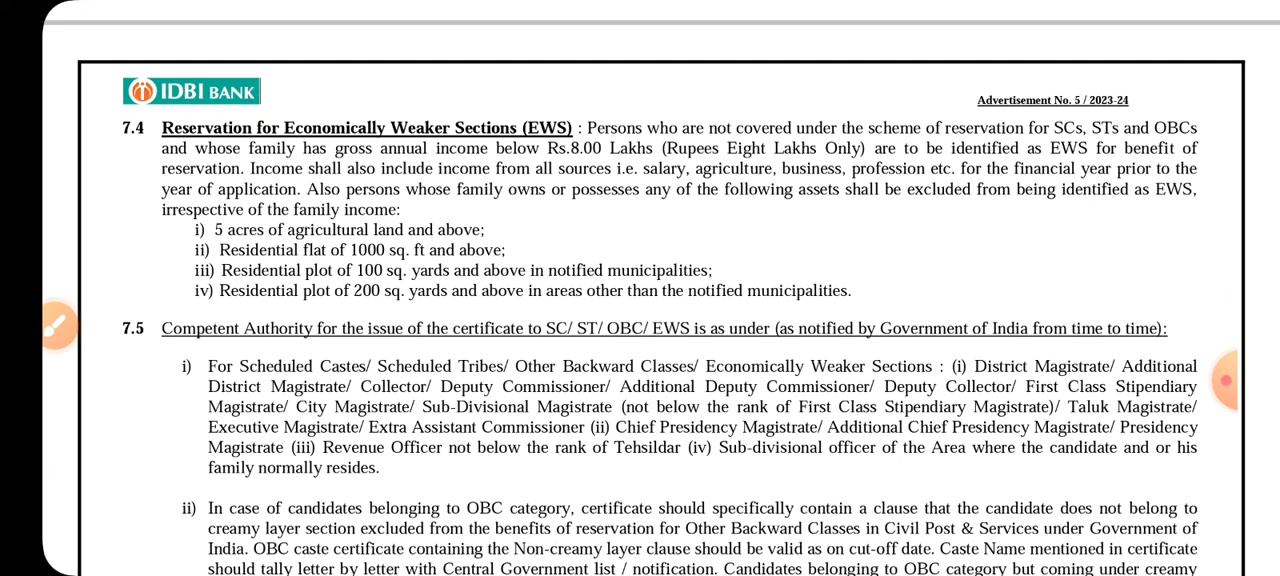 IDBI BANK
Advertisement No. 5 / 2023-24
7.4 Reservation for Economically Weaker Sections (EWS) : Persons who are not covered under the scheme of reservation for SCs, STs and OBCs
and whose family has gross annual income below Rs.8.00 Lakhs (Rupees Eight Lakhs Only) are to be identified as EWS for benefit of
reservation. Income shall also include income from all sources i.e. salary, agriculture, business, profession etc. for the financial year prior to the
year of application. Also persons whose family owns or possesses any of the following assets shall be excluded from being identified as EWS,
irrespective of the family income:
i) 5 acres of agricultural land and above;
ii) Residential flat of 1000 sq. ft and above;
iii) Residential plot of 100 sq. yards and above in notified municipalities;
iv) Residential plot of 200 sq. yards and above in areas other than the notified municipalities.
7.5 Competent Authority for the issue of the certificate to SC/ ST/ OBC/ EWS is as under (as notified by Government of India from time to time):
i) For Scheduled Castes/ Scheduled Tribes/ Other Backward Classes/ Economically Weaker Sections : (i) District Magistrate/ Additional
District Magistrate/ Collector/ Deputy Commissioner/ Additional Deputy Commissioner/ Deputy Collector/ First Class Stipendiary
Magistrate/ City Magistrate/ Sub-Divisional Magistrate (not below the rank of First Class Stipendiary Magistrate)/ Taluk Magistrate/
Executive Magistrate/ Extra Assistant Commissioner (ii) Chief Presidency Magistrate/ Additional Chief Presidency Magistrate/ Presidency
Magistrate (iii) Revenue Officer not below the rank of Tehsildar (iv) Sub-divisional officer of the Area where the candidate and or his
family normally resides.
ii) In case of candidates belonging to OBC category, certificate should specifically contain a clause that the candidate does not belong to
creamy layer section excluded from the benefits of reservation for Other Backward Classes in Civil Post & Services under Government of
India. OBC caste certificate containing the Non-creamy layer clause should be valid as on cut-off date. Caste Name mentioned in certificate
should tally letter by letter with Central Government list / notification. Candidates belonging to OBC category but coming under creamy